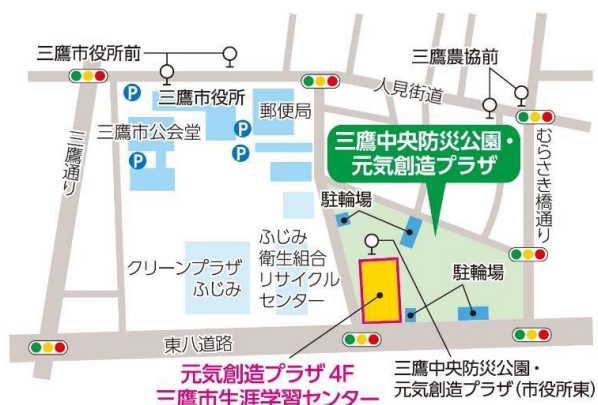 三鷹市役所前
三鷹農協前
P
三鷹市役所
人見街道
郵便局
三鷹市公会堂
P
P
P
三鷹通り
むらさき橋通り
三鷹中央防災公園・
元気創造プラザ
駐輪場
ふじみ
衛生組合
リサイクル
センター
クリーンプラザ
ふじみ
駐輪場
東八道路
元気創造プラザ 4F
三鷹市生涯学習センター
三鷹中央防災公園・
元気創造プラザ(市役所東)